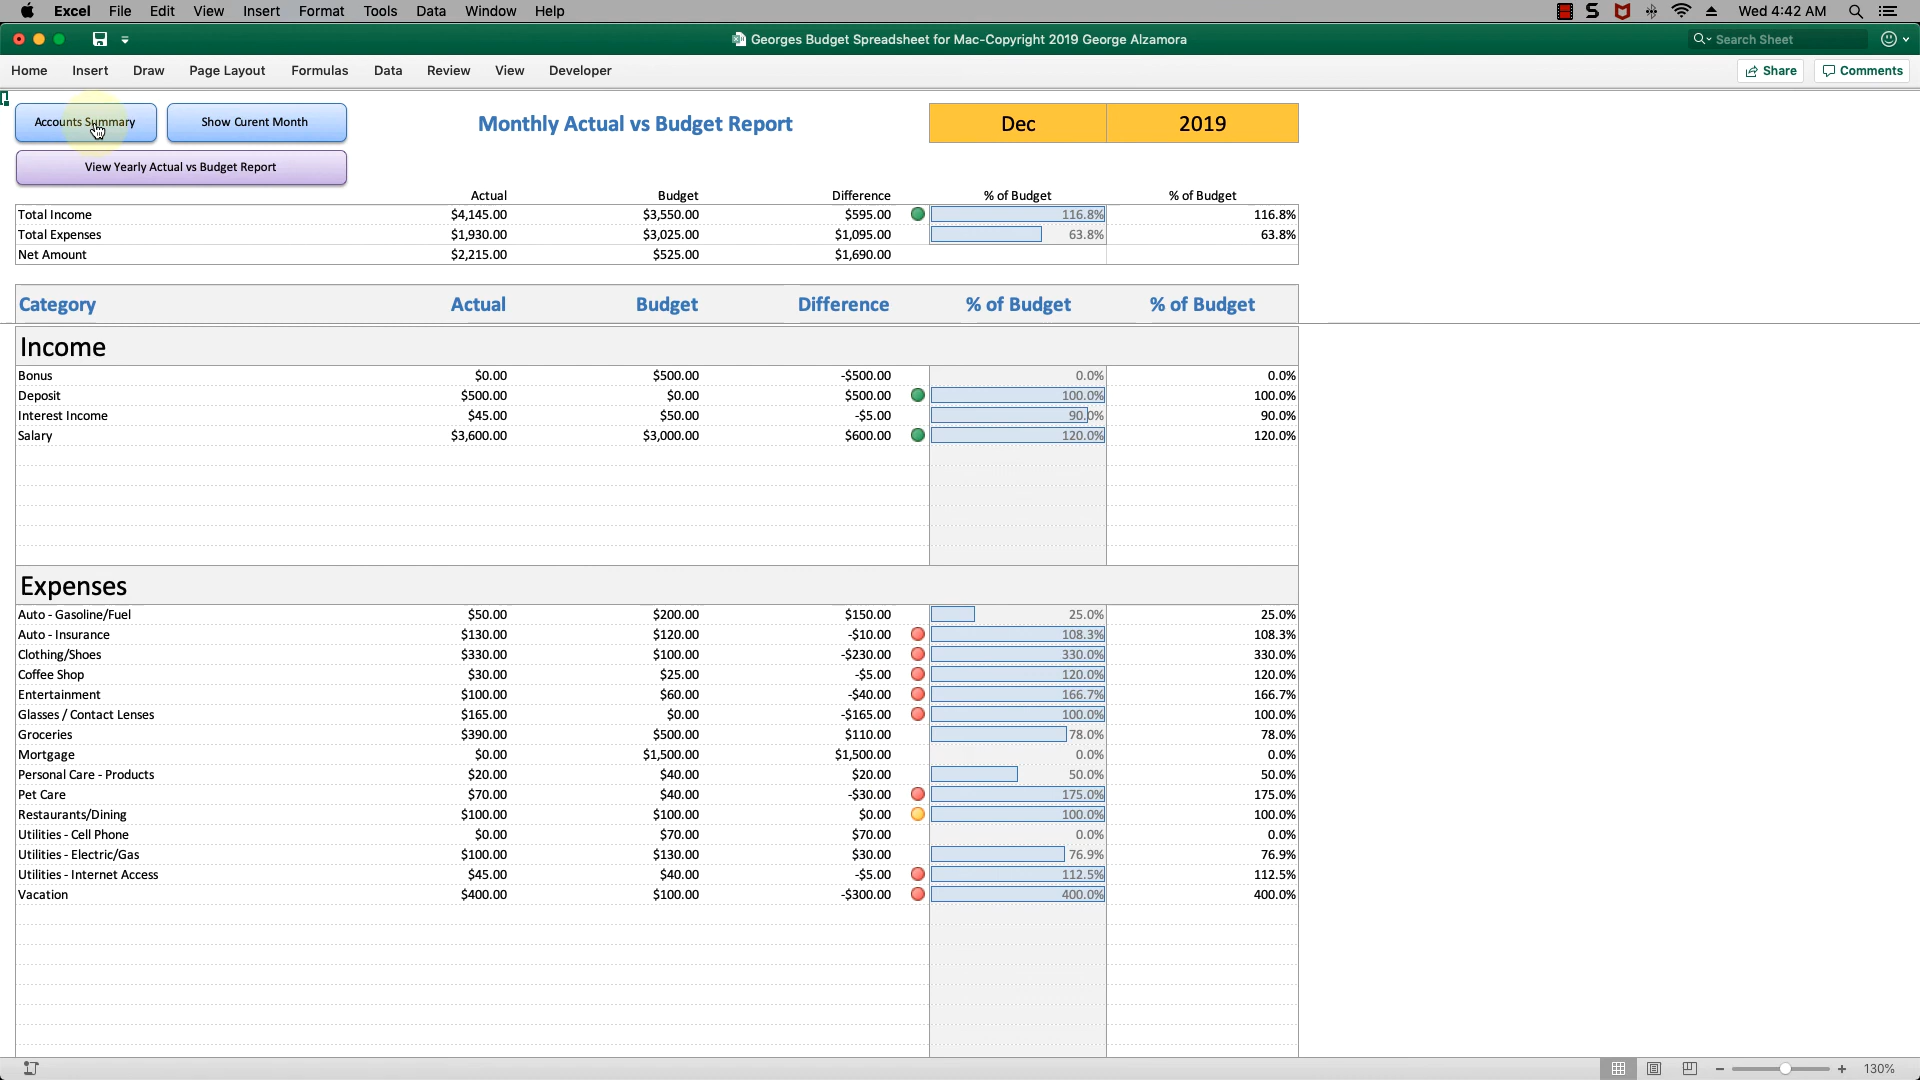 Excel File Edit View Insert Format Tools Data Window Help Wed 4:42 AM
Georges Budget Spreadsheet for Mac-Copyright 2019 George Alzamora Search Sheet
Home Insert Draw Page Layout Formulas Data Review View Developer Share Comments
Accounts Summary Show Curent Month Monthly Actual vs Budget Report Dec 2019
View Yearly Actual vs Budget Report
Actual Budget Difference % of Budget % of Budget
Total Income $4,145.00 $3,550.00 $595.00 116.8% 116.8%
Total Expenses $1,930.00 $3,025.00 $1,095.00 63.8% 63.8%
Net Amount $2,215.00 $525.00 $1,690.00
Category Actual Budget Difference % of Budget % of Budget
Income
Bonus $0.00 $500.00 -$500.00 0.0% 0.0%
Deposit $500.00 $0.00 $500.00 100.0% 100.0%
Interest Income $45.00 $50.00 -$5.00 90.0% 90.0%
Salary $3,600.00 $3,000.00 $600.00 120.0% 120.0%
Expenses
Auto - Gasoline/Fuel $50.00 $200.00 $150.00 25.0% 25.0%
Auto - Insurance $130.00 $120.00 -$10.00 108.3% 108.3%
Clothing/Shoes $330.00 $100.00 -$230.00 330.0% 330.0%
Coffee Shop $30.00 $25.00 -$5.00 120.0% 120.0%
Entertainment $100.00 $60.00 -$40.00 166.7% 166.7%
Glasses / Contact Lenses $165.00 $0.00 -$165.00 100.0% 100.0%
Groceries $390.00 $500.00 $110.00 78.0% 78.0%
Mortgage $0.00 $1,500.00 $1,500.00 0.0% 0.0%
Personal Care - Products $20.00 $40.00 $20.00 50.0% 50.0%
Pet Care $70.00 $40.00 -$30.00 175.0% 175.0%
Restaurants/Dining $100.00 $100.00 $0.00 100.0% 100.0%
Utilities - Cell Phone $0.00 $70.00 $70.00 0.0% 0.0%
Utilities - Electric/Gas $100.00 $130.00 $30.00 76.9% 76.9%
Utilities - Internet Access $45.00 $40.00 -$5.00 112.5% 112.5%
Vacation $400.00 $100.00 -$300.00 400.0% 400.0%
130%